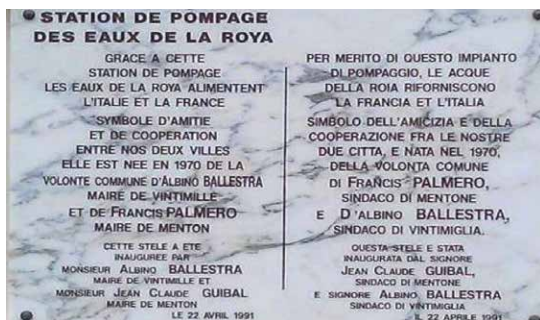 STATION DE POMPAGE
DES EAUX DE LA ROYA
GRACE A CETTE
STATION DE POMPAGE
LES EAUX DE LA ROYA ALIMENTENT
L'ITALIE ET LA FRANCE
SYMBOLE D'AMITIE
ET DE COOPERATION
ENTRE NOS DEUX VILLES
ELLE EST NEE EN 1970 DE LA
VOLONTE COMMUNE D'ALBINO BALLESTRA
MAIRE DE VINTIMILLE
ET DE FRANCIS PALMERO
MAIRE DE MENTON
CETTE STELE A ETE
INAUGUREE PAR
MONSIEUR ALBINO BALLESTRA
MAIRE DE VINTIMILLE ET
MONSIEUR JEAN CLAUDE GUIBAL
MAIRE DE MENTON
LE 22 AVRIL 1991
PER MERITO DI QUESTO IMPIANTO
DI POMPAGGIO, LE ACQUE
DELLA ROIA RIFORNISCONO
LA FRANCIA ET L'ITALIA
SIMBOLO DELL'AMICIZIA E DELLA
COOPERAZIONE FRA LE NOSTRE
DUE CITTA, E NATA NEL 1970,
DELLA VOLONTA COMUNE
DI FRANCIS PALMERO,
SINDACO DI MENTONE
E D'ALBINO BALLESTRA,
SINDACO DI VINTIMIGLIA.
QUESTA STELE E STATA
INAUGURATA DAL SIGNORE
JEAN CLAUDE GUIBAL,
SINDACO DI MENTONE
E SIGNORE ALBINO BALLESTRA
SINDACO DI VINTIMIGLIA
IL 22 APRILE 1991